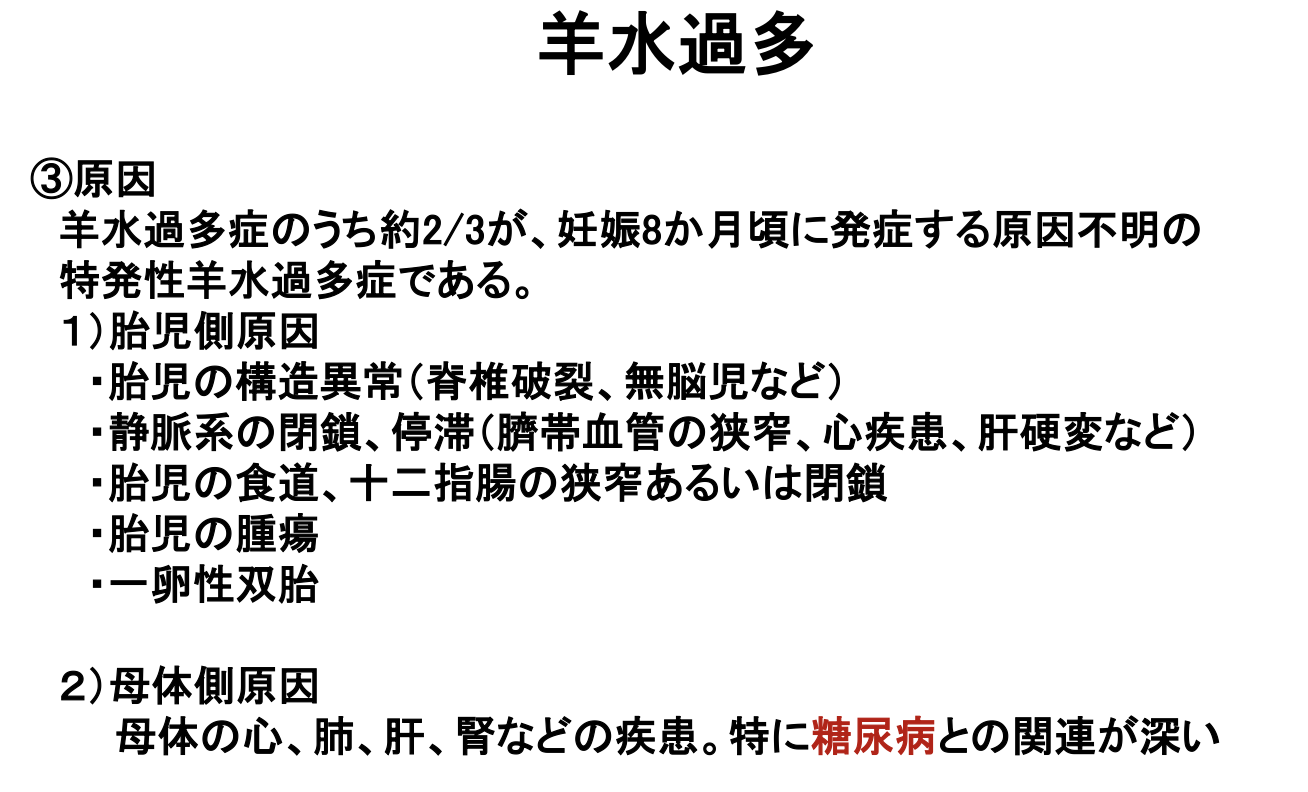 羊水過多
③原因
羊水過多症のうち約2/3が、妊娠8か月頃に発症する原因不明の
特発性羊水過多症である。
１）胎児側原因
・胎児の構造異常（脊椎破裂、無脳児など）
・静脈系の閉鎖、停滞（臍帯血管の狭窄、心疾患、肝硬変など）
・胎児の食道、十二指腸の狭窄あるいは閉鎖
・胎児の腫瘍
・一卵性双胎
２）母体側原因
母体の心、肺、肝、腎などの疾患。特に糖尿病との関連が深い